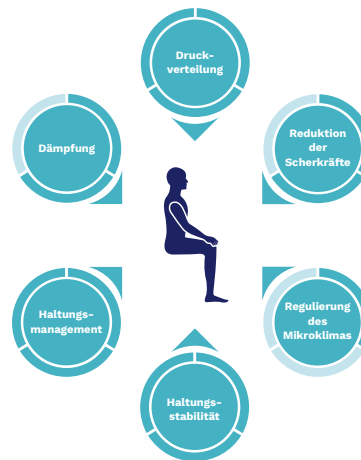 Druck-
verteilung
Dämpfung
Reduktion
der
Scherkräfte
Haltungs-
management
Regulierung
des
Mikroklimas
Haltungs-
stabilität